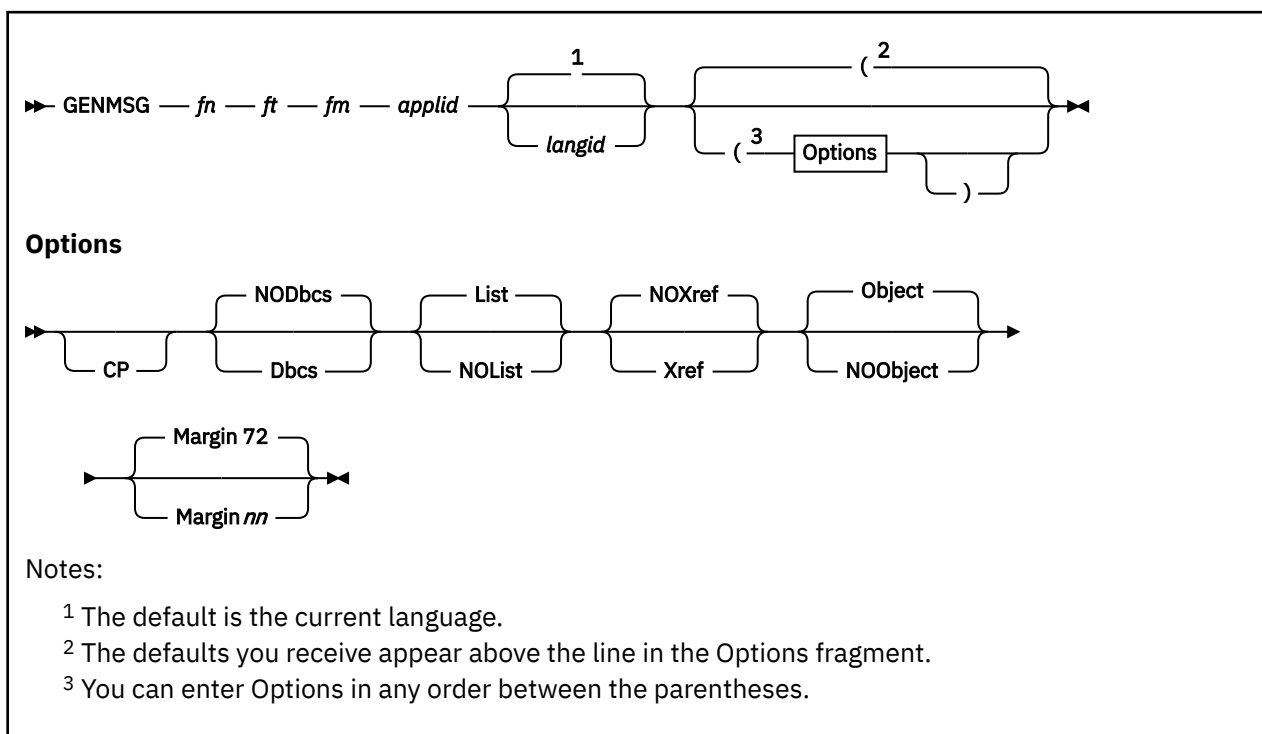 1 2
( 
GENMSG fn ft fm applid
langid ( 3 Options
)
Options
NODbcs List NOXref Object
CP Dbcs NOList Xref NOObject
Margin 72
Margin nn
Notes:
1 The default is the current language.
2 The defaults you receive appear above the line in the Options fragment.
3 You can enter Options in any order between the parentheses.